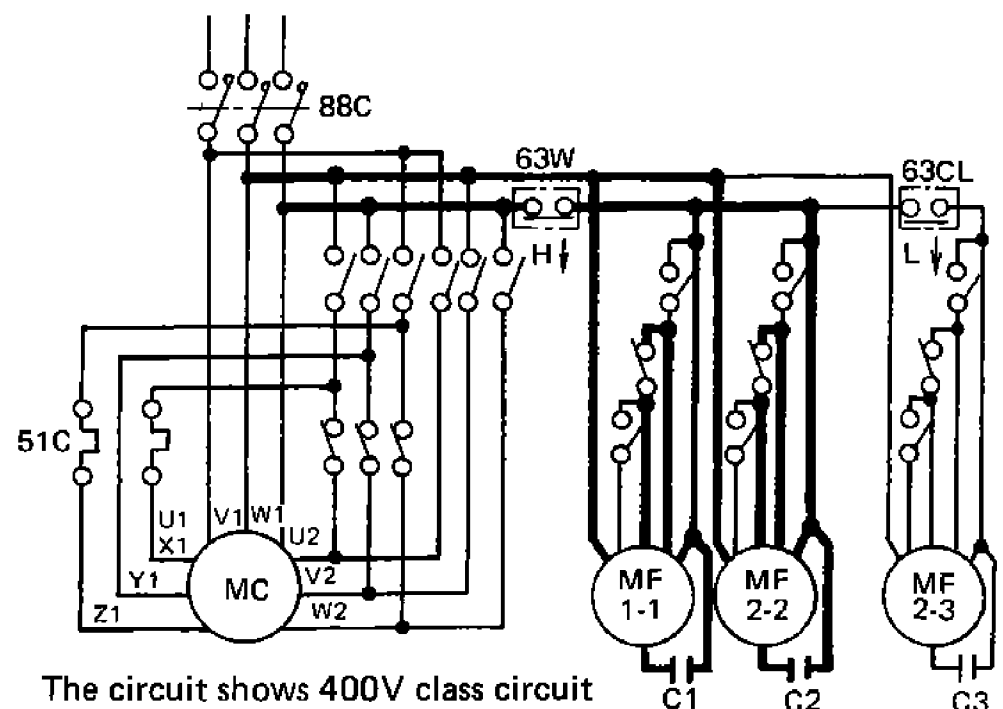 88C
63W
63CL
H
L
51C
U1
V1
W1
X1
U2
Y1
MC
V2
Z1
W2
MF
1-1
MF
2-2
MF
2-3
The circuit shows 400V class circuit
C1
C2
C3